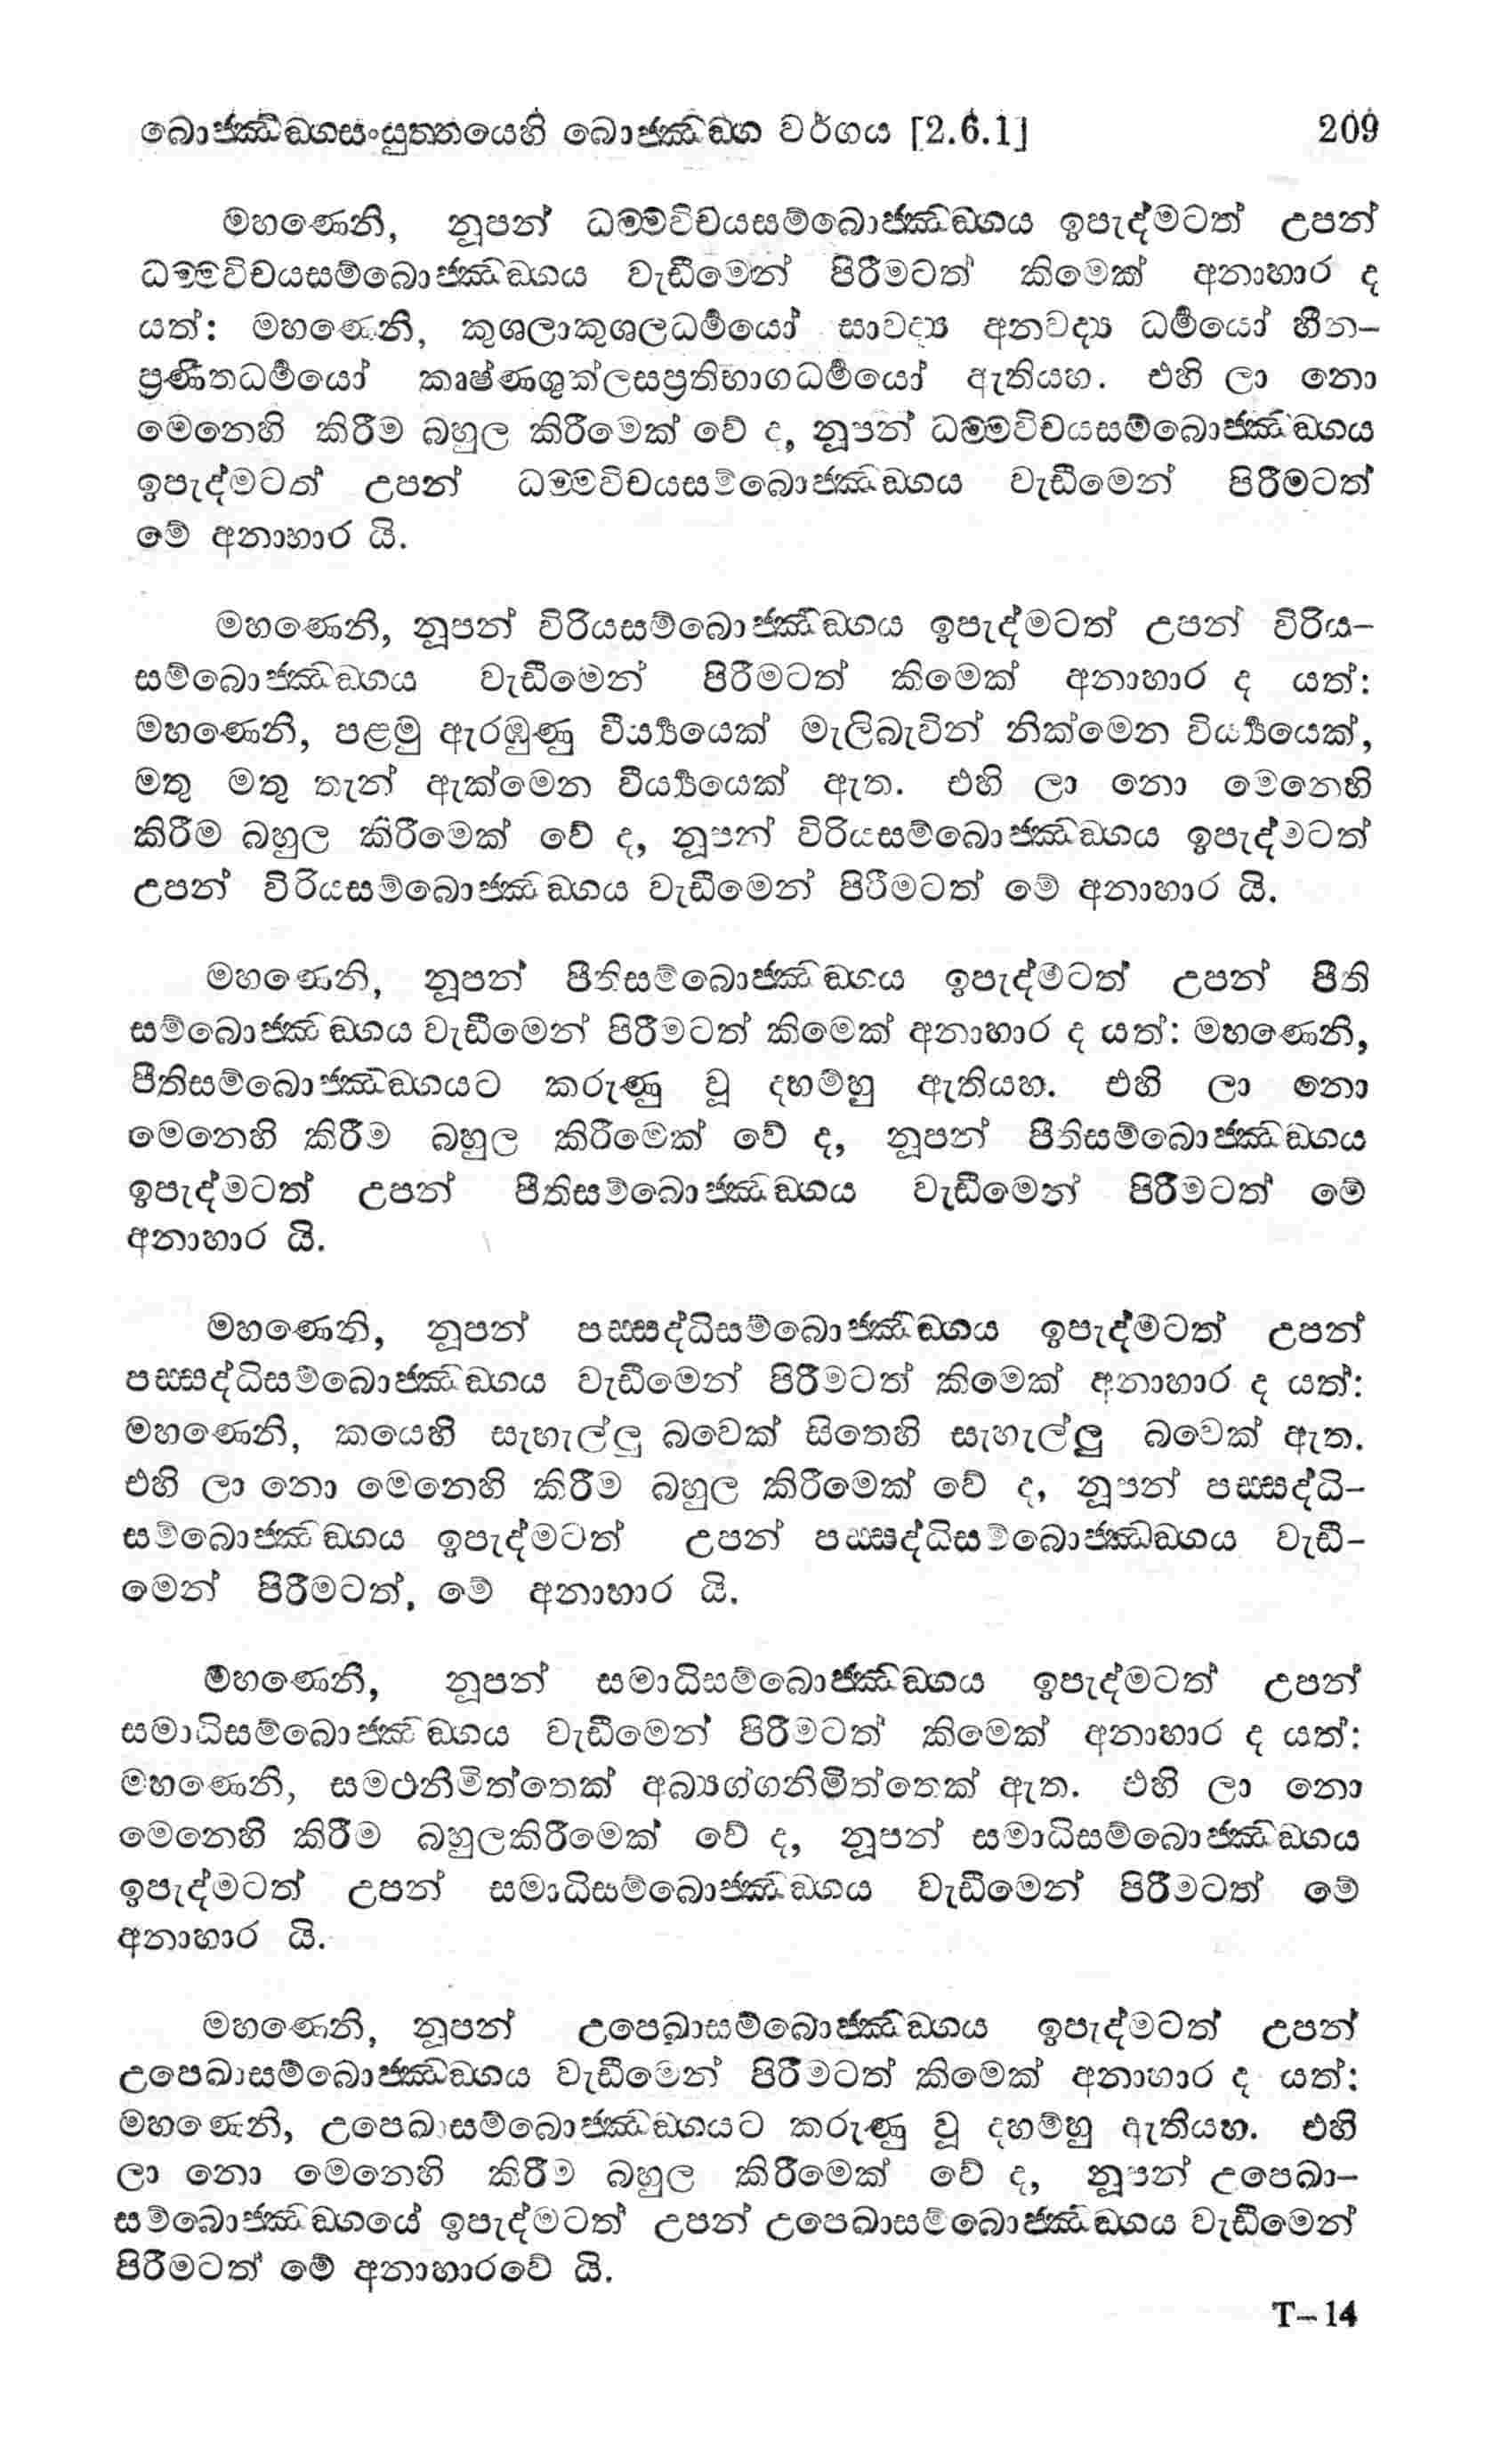 බොජ්ඣඞ්ගසංයුත්තයෙහි බොජ්ඣඞ්ග වර්ගය [2.6.1] 209
මහණෙනි, නූපන් ධම්මවිචයසම්බොජ්ඣඞ්ගය ඉපැද්මටත් උපන්
ධම්මවිචයසම්බොජ්ඣඞ්ගය වැඩීමෙන් පිරීමටත් කිමෙක් අනාහාර ද
යත්: මහණෙනි, කුශලාකුශලධර්‍මයෝ සාවද්‍ය අනවද්‍ය ධර්‍මයෝ හීන–
ප්‍රණීතධර්‍මයෝ කෘෂ්ණශුක්ලසප්‍රතිභාගධර්‍මයෝ ඇතියහ. එහි ලා නො
මෙනෙහි කිරීම බහුල කිරීමෙක් වේ ද, නූපන් ධම්මවිචයසම්බොජ්ඣඞ්ගය
ඉපැද්මටත් උපන් ධම්මවිචයසම්බොජ්ඣඞ්ගය වැඩීමෙන් පිරීමටත්
මේ අනාහාර යි.
මහණෙනි, නූපන් විරියසම්බොජ්ඣඞ්ගය ඉපැද්මටත් උපන් විරිය–
සම්බොජ්ඣඞ්ගය වැඩීමෙන් පිරීමටත් කිමෙක් අනාහාර ද යත්:
මහණෙනි, පළමු ඇරඹුණු වීර්‍ය්‍යයෙක් මැලිබැවින් නික්මෙන විර්‍ය්‍යයෙක්,
මතු මතු තැන් ඇක්මෙන වීර්‍ය්‍යයෙක් ඇත. එහි ලා නො මෙනෙහි
කිරීම බහුල කිරීමෙක් වේ ද, නූපන් විරියසම්බොජ්ඣඞ්ගය ඉපැද්මටත්
උපන් විරියසම්බොජ්ඣඞ්ගය වැඩීමෙන් පිරීමටත් මේ අනාහාර යි.
මහණෙනි, නූපන් පීතිසම්බොජ්ඣඞ්ගය ඉපැද්මටත් උපන් පීති
සම්බොජ්ඣඞ්ගය වැඩීමෙන් පිරීමටත් කිමෙක් අනාහාර ද යත්: මහණෙනි,
පීතිසම්බොජ්ඣඞ්ගයට කරුණු වූ දහම්හු ඇතියහ. එහි ලා නො
මෙනෙහි කිරීම බහුල කිරීමෙක් වේ ද, නූපන් පීතිසම්බොජ්ඣඞ්ගය
ඉපැද්මටත් උපන් පීතිසම්බොජ්ඣඞ්ගය වැඩීමෙන් පිරීමටත් මේ
අනාහාර යි.
මහණෙනි, නූපන් පස්සද්ධිසම්බොජ්ඣඞ්ගය ඉපැද්මටත් උපන්
පස්සද්ධිසම්බොජ්ඣඞ්ගය වැඩීමෙන් පිරීමටත් කිමෙක් අනාහාර ද යත්:
මහණෙනි, කයෙහි සැහැල්ලු බවෙක් සිතෙහි සැහැල්ලු බවෙක් ඇත.
එහි ලා නො මෙනෙහි කිරීම බහුල කිරීමෙක් වේ ද, නූපන් පස්සද්ධි–
සම්බොජ්ඣඞ්ගය ඉපැද්මටත් උපන් පස්සද්ධිසම්බොජ්ඣඞ්ගය වැඩී–
මෙන් පිරීමටත්, මේ අනාහාර යි.
මහණෙනි, නූපන් සමාධිසම්බොජ්ඣඞ්ගය ඉපැද්මටත් උපන්
සමාධිසම්බොජ්ඣඞ්ගය වැඩීමෙන් පිරීමටත් කිමෙක් අනාහාර ද යත්:
මහණෙනි, සමථනිමිත්තෙක් අබ්‍යග්ගනිමිත්තෙක් ඇත. එහි ලා නො
මෙනෙහි කිරීම බහුලකිරීමෙක් වේ ද, නූපන් සමාධිසම්බොජ්ඣඞ්ගය
ඉපැද්මටත් උපන් සමාධිසම්බොජ්ඣඞ්ගය වැඩීමෙන් පිරීමටත් මේ
අනාහාර යි.
මහණෙනි, නූපන් උපෙඛාසම්බොජ්ඣඞ්ගය ඉපැද්මටත් උපන්
උපෙඛාසම්බොජ්ඣඞ්ගය වැඩීමෙන් පිරීමටත් කිමෙක් අනාහාර ද යත්:
මහණෙනි, උපෙඛාසම්බොජ්ඣඞ්ගයට කරුණු වූ දහම්හු ඇතියහ. එහි
ලා නො මෙනෙහි කිරීම බහුල කිරීමෙක් වේ ද, නූපන් උපෙඛා–
සම්බොජ්ඣඞ්ගයේ ඉපැද්මටත් උපන් උපෙඛාසම්බොජ්ඣඞ්ගය වැඩීමෙන්
පිරීමටත් මේ අනාහාරවේ යි.
T–14